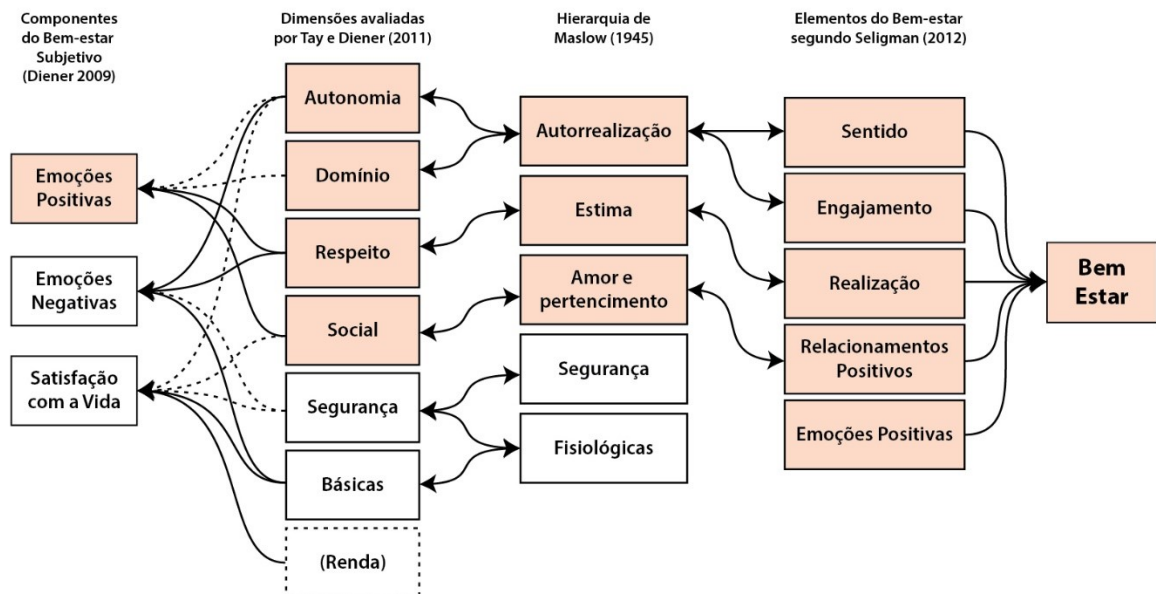 Componentes
do Bem-estar
Subjetivo
(Diener 2009)
Emoções
Positivas
Emoções
Negativas
Satisfação
com a Vida
Dimensões avaliadas
por Tay e Diener (2011)
Autonomia
Domínio
Respeito
Social
Segurança
Básicas
(Renda)
Hierarquia de
Maslow (1945)
Autorrealização
Estima
Amor e
pertencimento
Segurança
Fisiológicas
Elementos do Bem-estar
segundo Seligman (2012)
Sentido
Engajamento
Realização
Relacionamentos
Positivos
Emoções Positivas
Bem
Estar